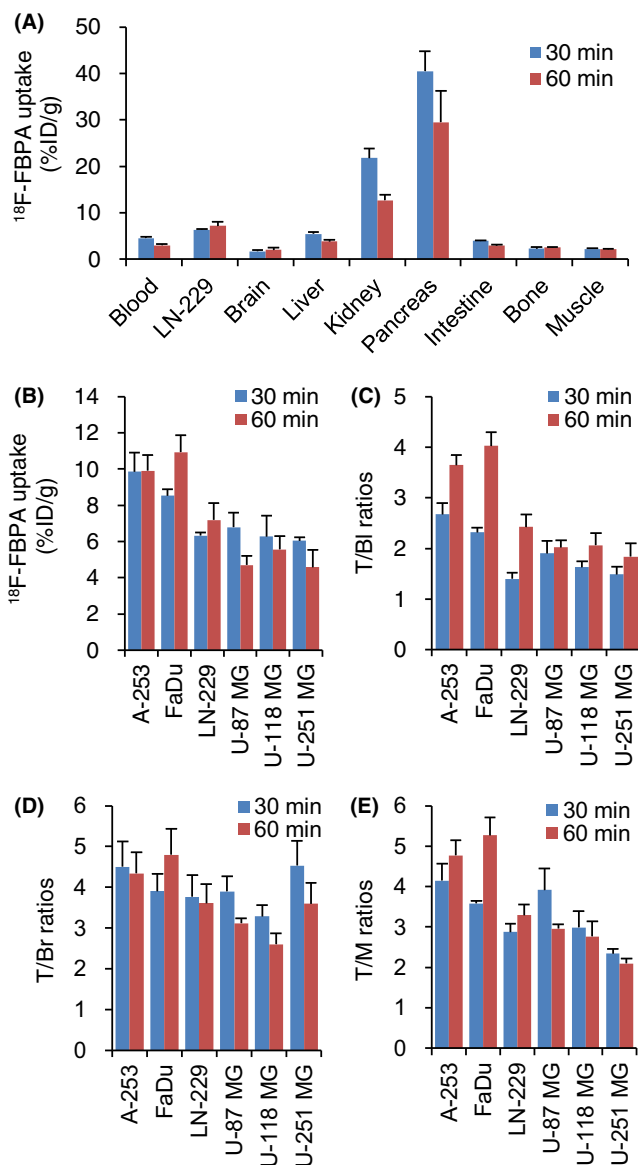 (A)
¹⁸F-FBPA uptake
(%ID/g)
50
40
30
20
10
0
30 min
60 min
Blood
LN-229
Brain
Liver
Kidney
Pancreas
Intestine
Bone
Muscle
(B)
¹⁸F-FBPA uptake
(%ID/g)
14
12
10
8
6
4
2
0
30 min
60 min
A-253
FaDu
LN-229
U-87 MG
U-118 MG
U-251 MG
(C)
T/Bl ratios
5
4
3
2
1
0
30 min
60 min
A-253
FaDu
LN-229
U-87 MG
U-118 MG
U-251 MG
(D)
T/Br ratios
6
5
4
3
2
1
0
30 min
60 min
A-253
FaDu
LN-229
U-87 MG
U-118 MG
U-251 MG
(E)
T/M ratios
6
5
4
3
2
1
0
30 min
60 min
A-253
FaDu
LN-229
U-87 MG
U-118 MG
U-251 MG